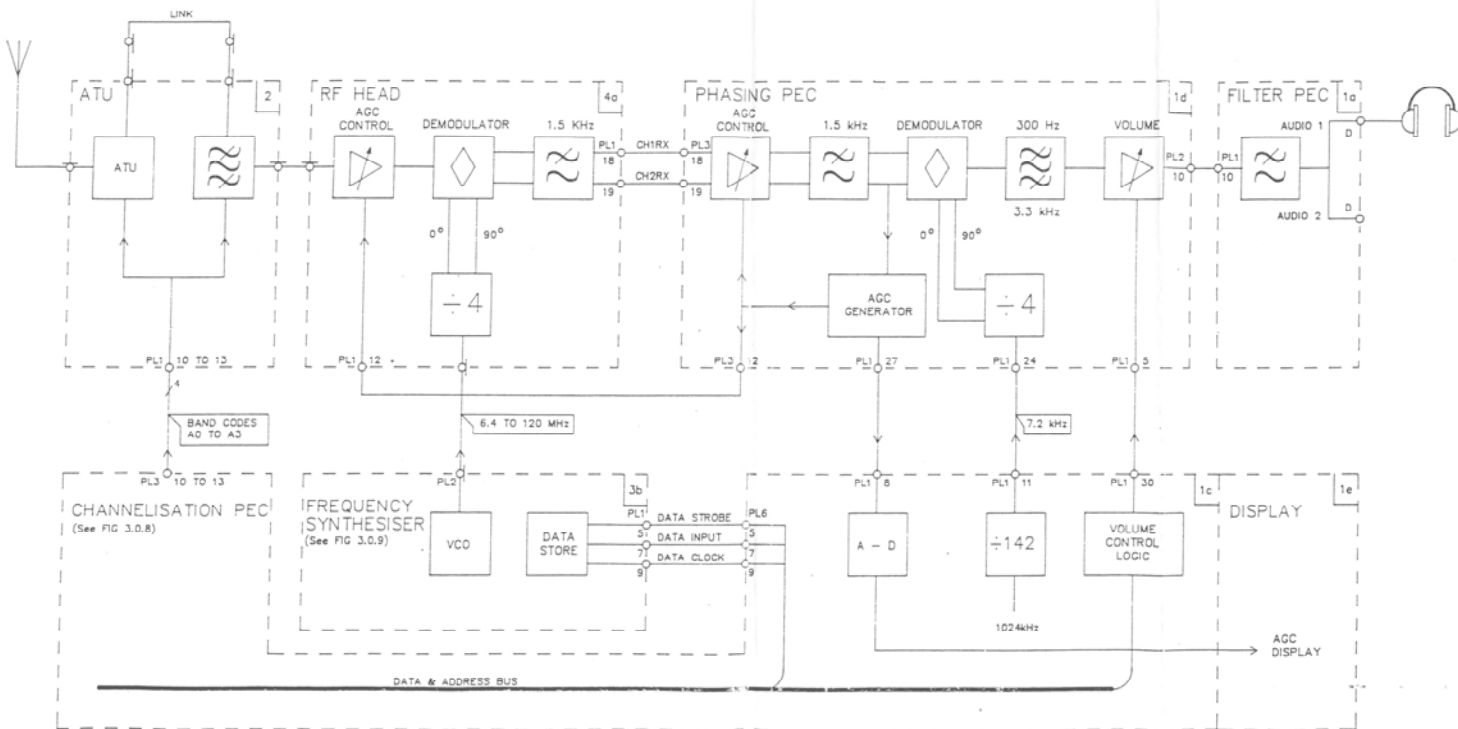 LINK
ATU
2
RF HEAD
4a
PHASING PEC
1d
FILTER PEC
1a
AGC
CONTROL
DEMODULATOR
1.5 KHz
AGC
CONTROL
1.5 kHz
DEMODULATOR
300 Hz
VOLUME
AUDIO 1
D
ATU
PL1
18
CH1RX
PL3
18
PL2
10
PL1
10
19
CH2RX
19
3.3 kHz
AUDIO 2
D
0°
90°
0°
90°
÷4
AGC
GENERATOR
÷4
PL1
10 TO 13
PL1
12
PL3
12
PL1
27
PL1
24
PL1
5
4
BAND CODES
A0 TO A3
6.4 TO 120 MHz
7.2 kHz
PL3
10 TO 13
PL2
PL1
8
PL1
11
PL1
30
CHANNELISATION PEC
(See FIG 3.0.8)
FREQUENCY
SYNTHESISER
(See FIG 3.0.9)
3b
1c
1e
DISPLAY
PL1
DATA STROBE
PL6
5
DATA INPUT
5
7
DATA CLOCK
7
9
9
VCO
DATA
STORE
A - D
÷142
VOLUME
CONTROL
LOGIC
1024kHz
AGC
DISPLAY
DATA & ADDRESS BUS